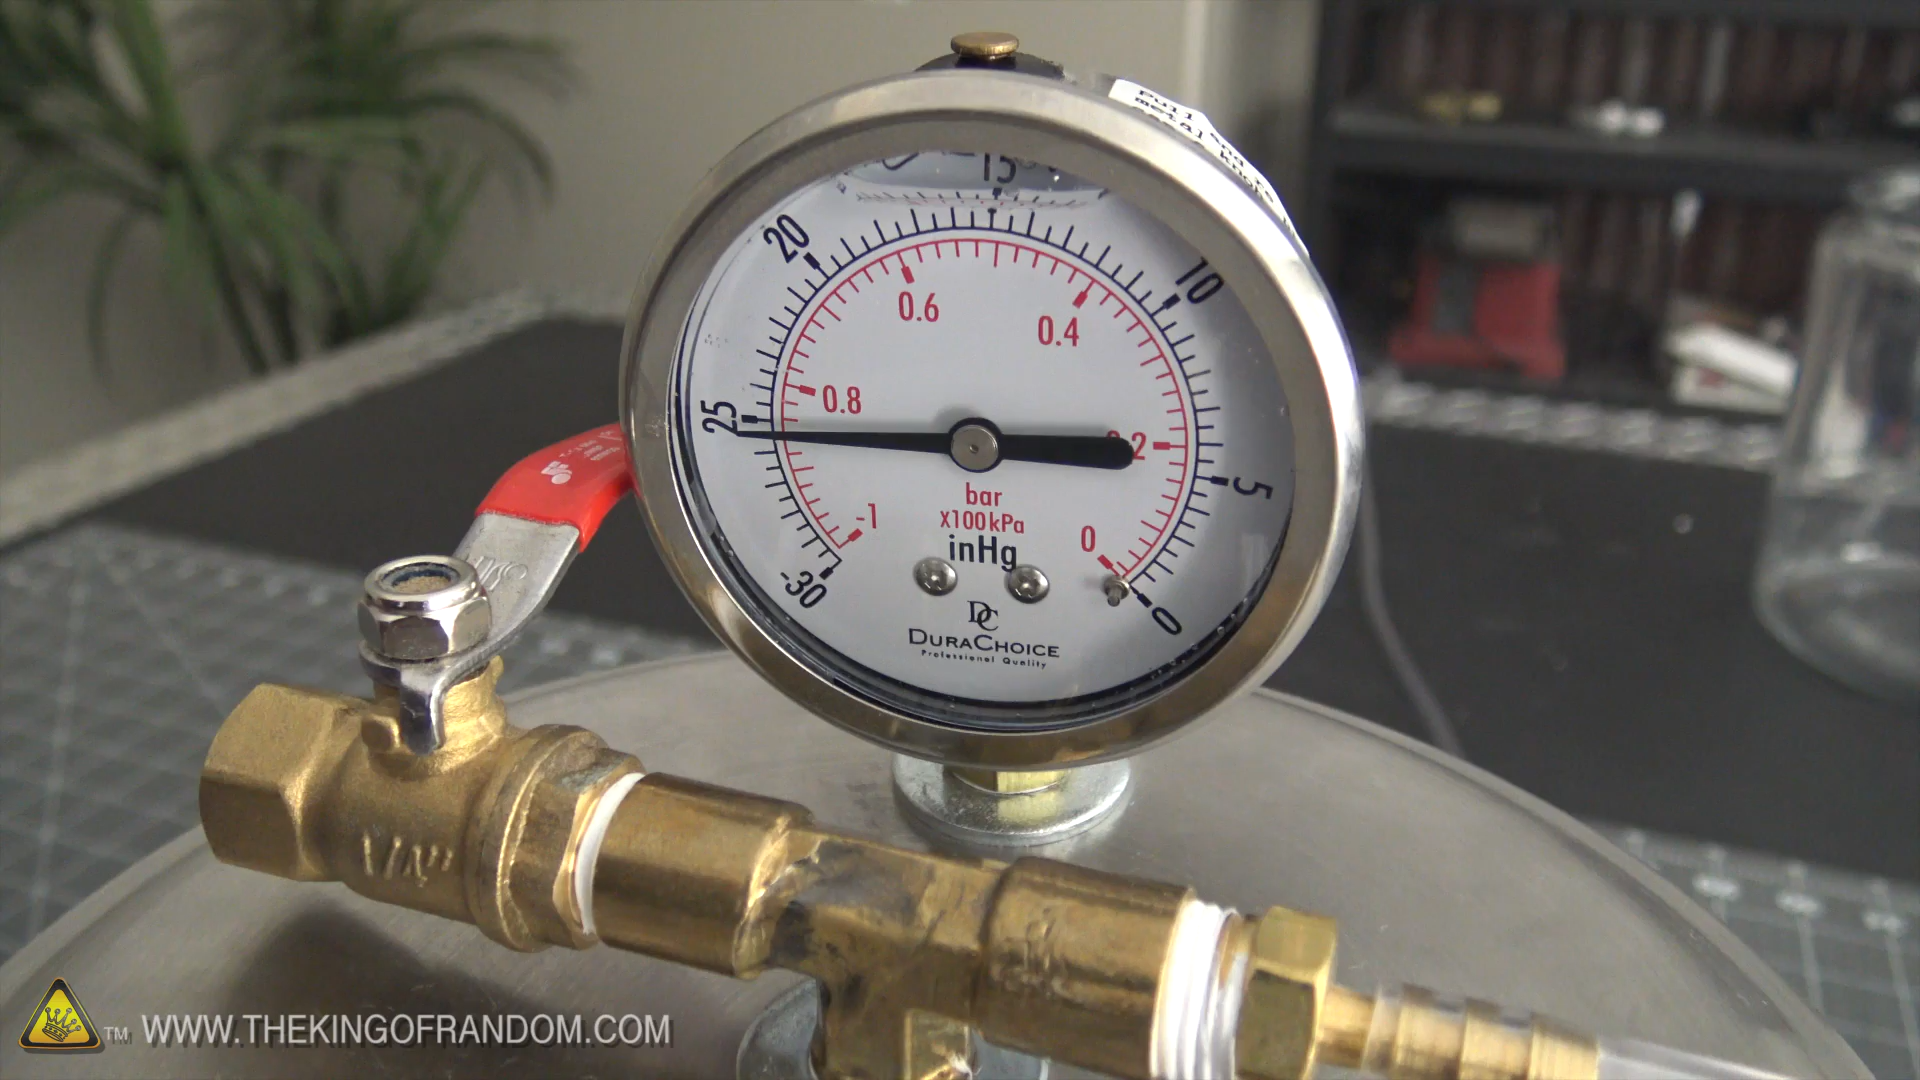 15
20
10
0.6
0.4
0.8
25
5
-1
bar
x100kPa
0
inHg
-30
0
DC
DURACHOICE
Professional Quality
1/4"
TM WWW.THEKINGOFRANDOM.COM